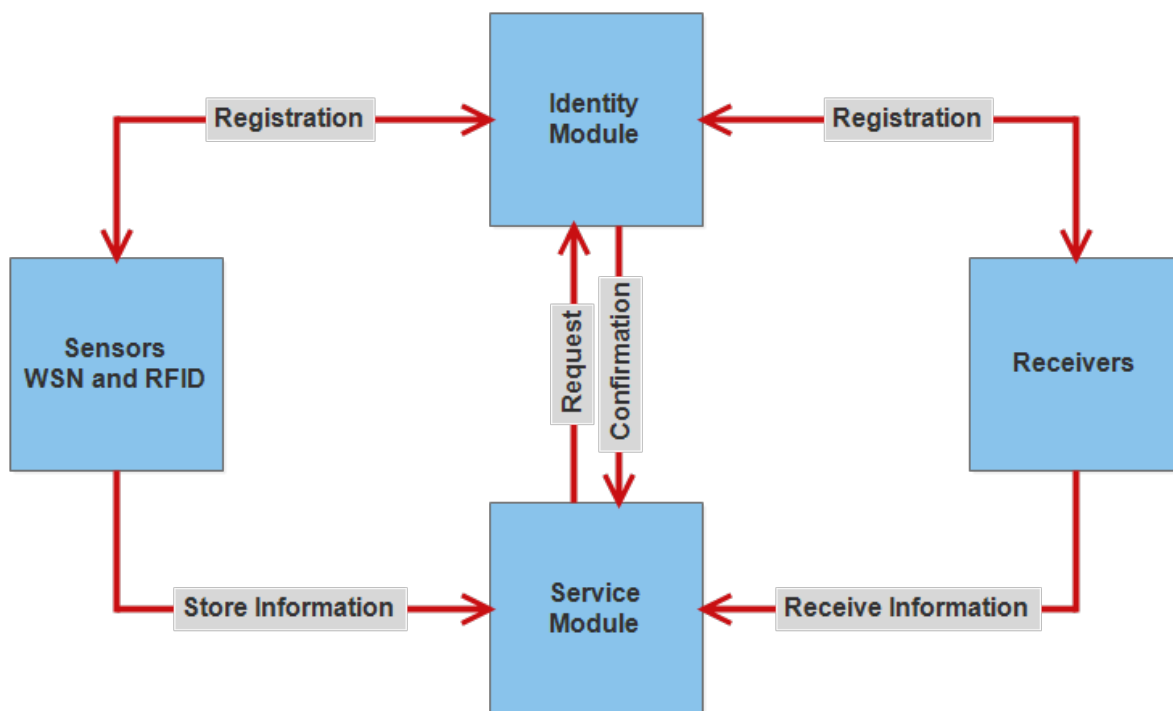 Identity
Module
Registration
Registration
Sensors
WSN and RFID
Request
Confirmation
Receivers
Service
Module
Store Information
Receive Information